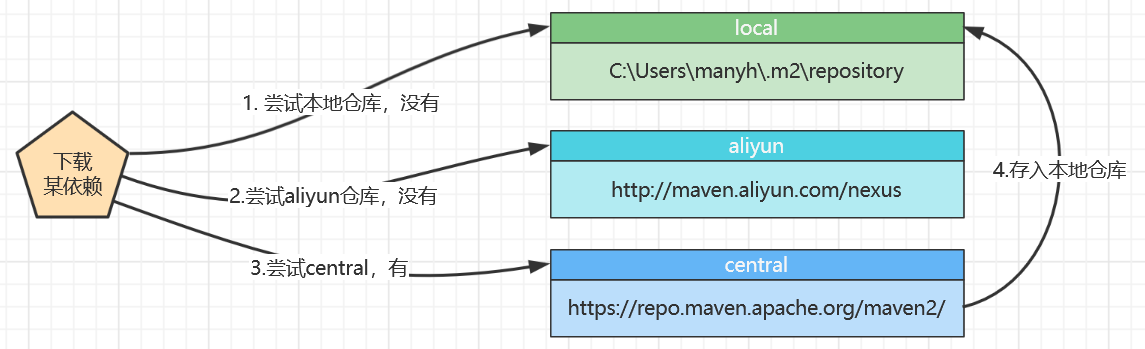 下载
某依赖
1. 尝试本地仓库，没有
2.尝试aliyun仓库，没有
3.尝试central，有
local
C:\Users\manyh\.m2\repository
aliyun
http://maven.aliyun.com/nexus
central
https://repo.maven.apache.org/maven2/
4.存入本地仓库